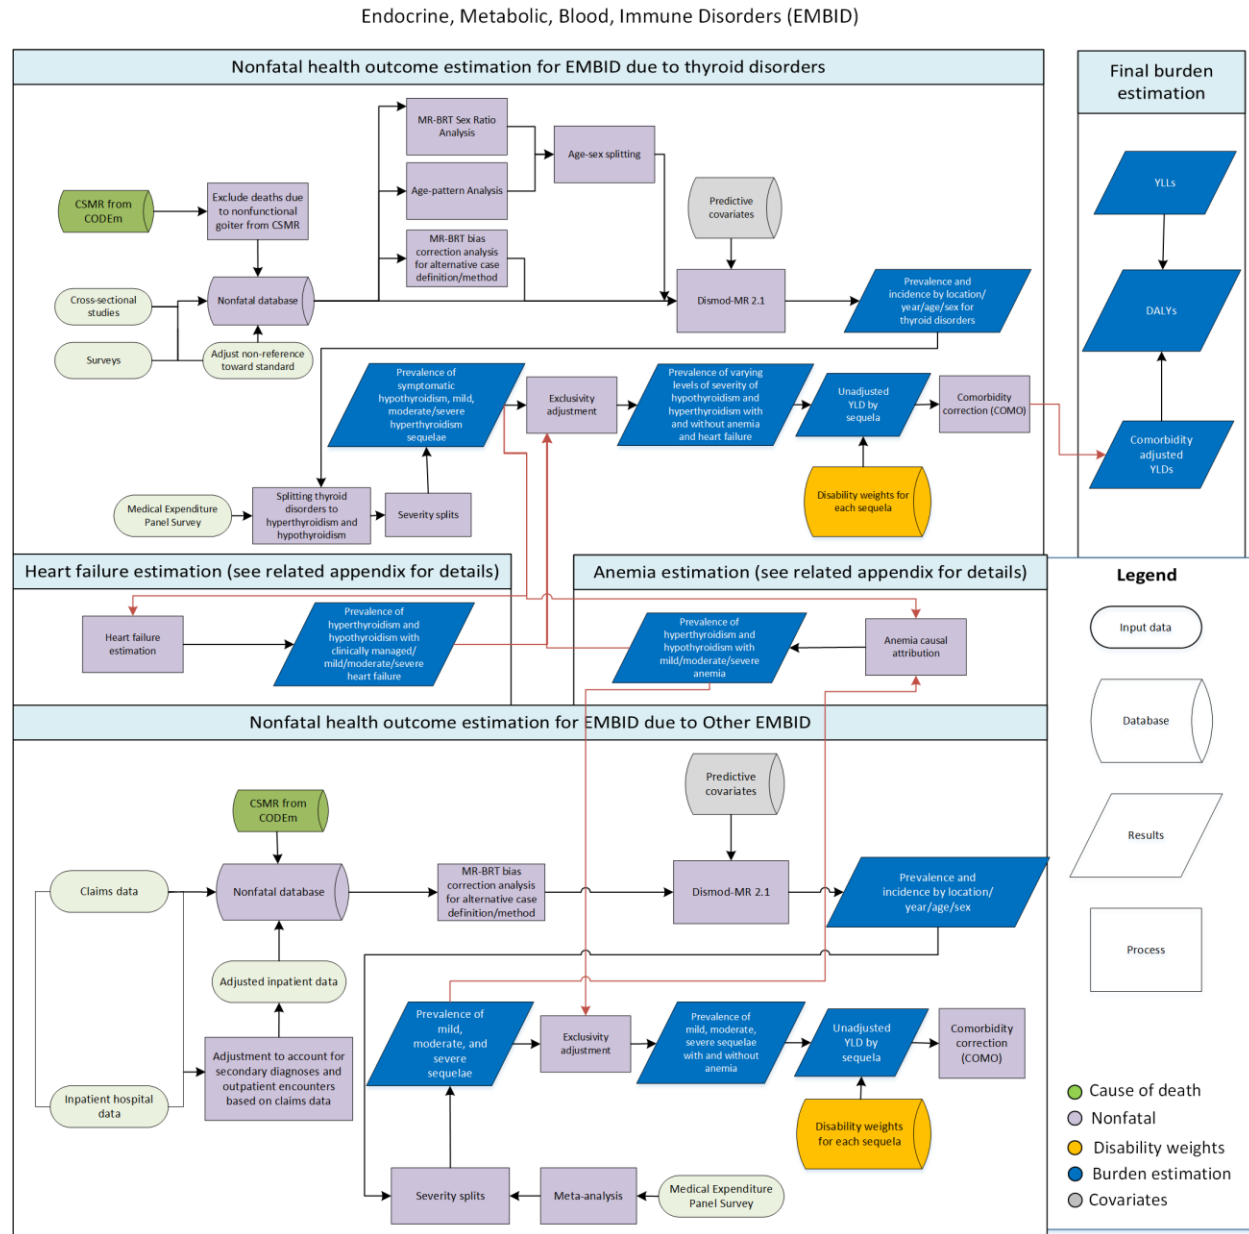 Endocrine, Metabolic, Blood, Immune Disorders (EMBID)
Nonfatal health outcome estimation for EMBID due to thyroid disorders
Final burden
estimation
MR-BRT Sex Ratio
Analysis
Age-sex splitting
Age-pattern Analysis
CSMR from
CODEm
Exclude deaths due
to nonfunctional
goiter from CSMR
Predictive
covariates
MR-BRT bias
correction analysis
for alternative case
definition/method
Cross-sectional
studies
Nonfatal database
Dismod-MR 2.1
Prevalence and
incidence by location/
year/age/sex for
thyroid disorders
Surveys
Adjust non-reference
toward standard
Prevalence of
symptomatic
hypothyroidism, mild,
moderate/severe
hyperthyroidism
sequelae
Exclusivity
adjustment
Prevalence of varying
levels of severity of
hypothyroidism and
hyperthyroidism with
and without anemia
and heart failure
Unadjusted
YLD by
sequela
Comorbidity
correction (COMO)
Medical Expenditure
Panel Survey
Splitting thyroid
disorders to
hyperthyroidism and
hypothyroidism
Severity splits
Disability weights for
each sequela
YLLs
DALYs
Comorbidity
adjusted
YLDs
Heart failure estimation (see related appendix for details)
Heart failure
estimation
Prevalence of
hyperthyroidism and
hypothyroidism with
clinically managed/
mild/moderate/severe
heart failure
Anemia estimation (see related appendix for details)
Prevalence of
hyperthyroidism and
hypothyroidism with
mild/moderate/severe
anemia
Anemia causal
attribution
Nonfatal health outcome estimation for EMBID due to Other EMBID
CSMR from
CODEm
Predictive
covariates
Claims data
Nonfatal database
MR-BRT bias
correction analysis
for alternative case
definition/method
Dismod-MR 2.1
Prevalence and
incidence by location/
year/age/sex
Adjusted inpatient data
Adjustment to account for
secondary diagnoses and
outpatient encounters
based on claims data
Inpatient hospital
data
Prevalence of
mild,
moderate, and
severe
sequelae
Exclusivity
adjustment
Prevalence of
mild, moderate,
severe sequelae
with and without
anemia
Unadjusted
YLD by
sequela
Comorbidity
correction
(COMO)
Disability weights
for each sequela
Severity splits
Meta-analysis
Medical Expenditure
Panel Survey
Legend
Input data
Database
Results
Process
Cause of death
Nonfatal
Disability weights
Burden estimation
Covariates